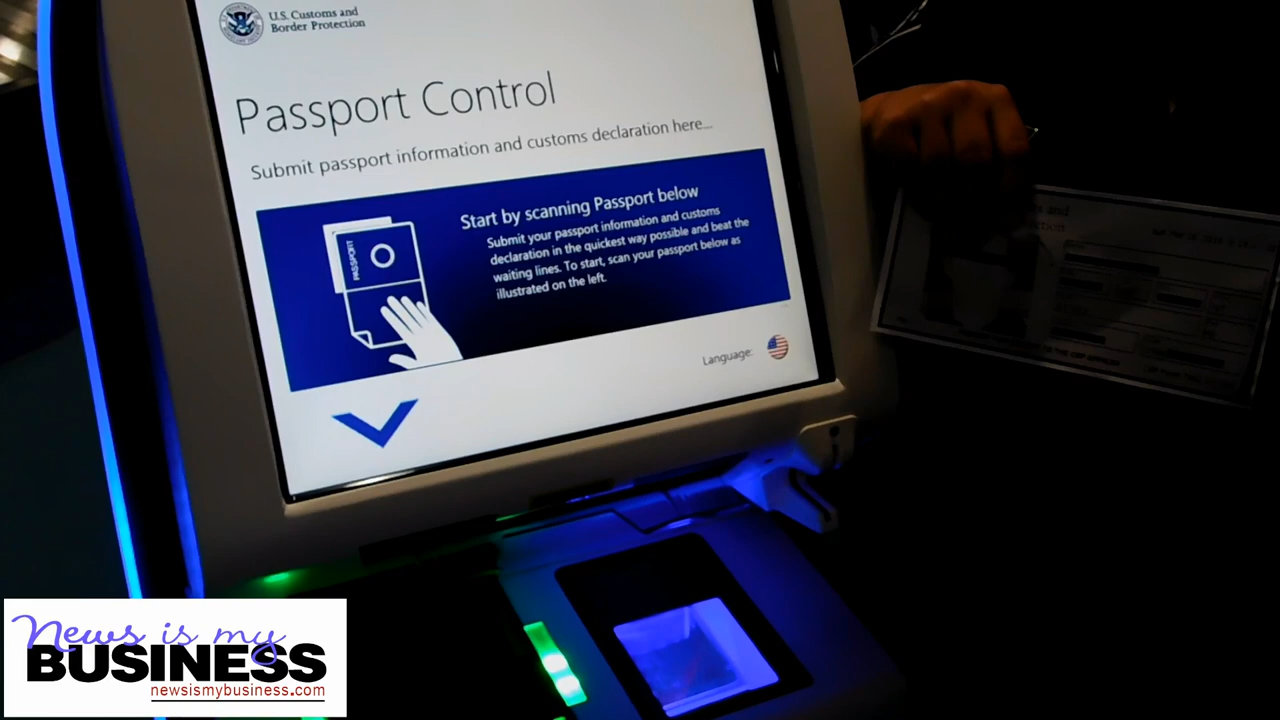 U.S. Customs and
Border Protection
Passport Control
Submit passport information and customs declaration here...
PASSPORT
Start by scanning Passport below
Submit your passport information and customs
declaration in the quickest way possible and beat the
waiting lines. To start, scan your passport below as
illustrated on the left.
Language:
News is my
BUSINESS
newsismybusiness.com